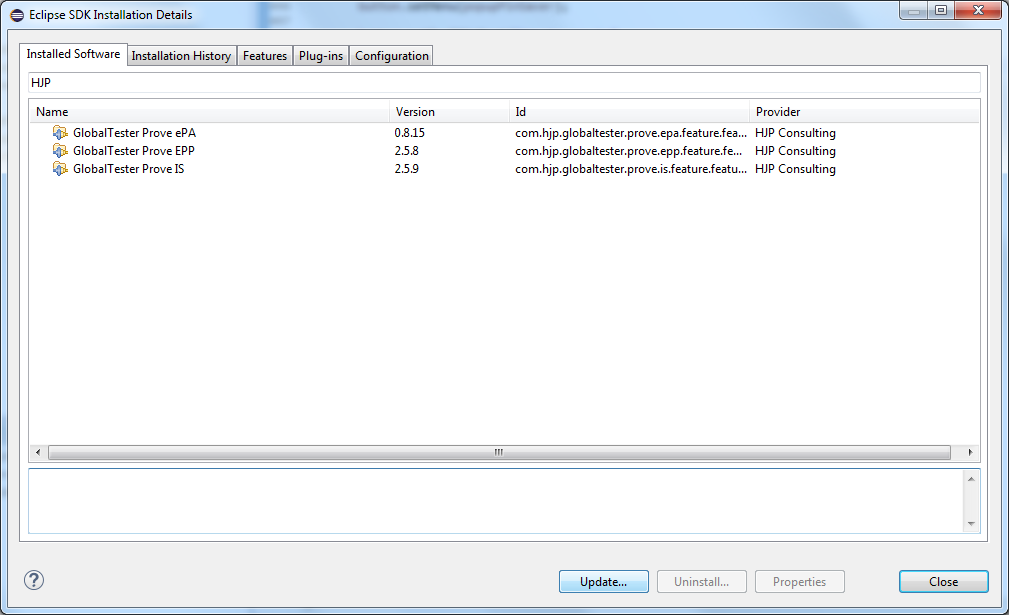 Eclipse SDK Installation Details
Installed Software Installation History Features Plug-ins Configuration
HJP
Name Version Id Provider
GlobalTester Prove ePA 0.8.15 com.hjp.globaltester.prove.epa.feature.fea... HJP Consulting
GlobalTester Prove EPP 2.5.8 com.hjp.globaltester.prove.epp.feature.fe... HJP Consulting
GlobalTester Prove IS 2.5.9 com.hjp.globaltester.prove.is.feature.featu... HJP Consulting
Update... Uninstall... Properties Close